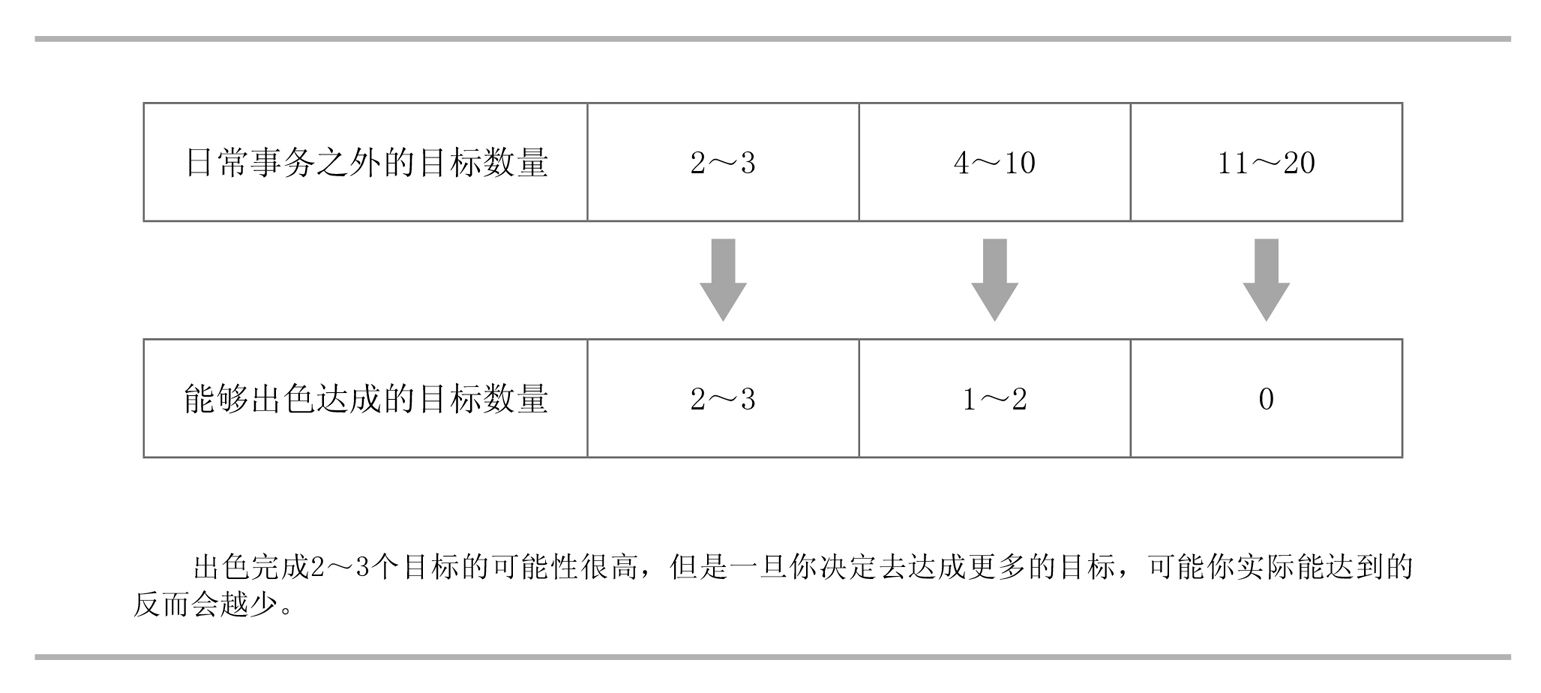 日常事务之外的目标数量 2～3 4～10 11～20
能够出色达成的目标数量 2～3 1～2 0
出色完成2～3个目标的可能性很高，但是一旦你决定去达成更多的目标，可能你实际能达到的
反而会越少。